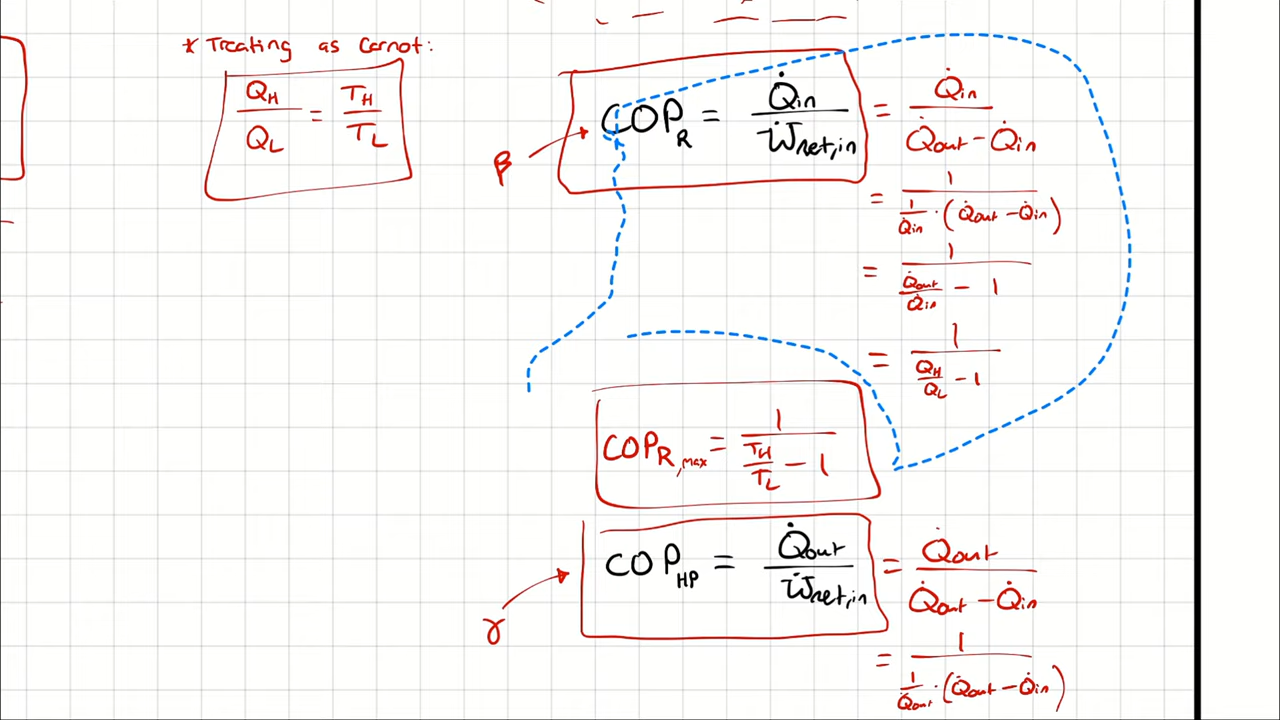 * Treating as Carnot:
Q_H/Q_L = T_H/T_L
β
COP_R = Q̇in/Ẇnet,in = Q̇in/(Q̇out - Q̇in)
= 1/(1/Q̇in · (Q̇out - Q̇in))
= 1/(Q̇out/Q̇in - 1)
= 1/(Q_H/Q_L - 1)
COP_R,max = 1/(T_H/T_L - 1)
γ
COP_HP = Q̇out/Ẇnet,in = Q̇out/(Q̇out - Q̇in)
= 1/(1/Q̇out · (Q̇out - Q̇in))